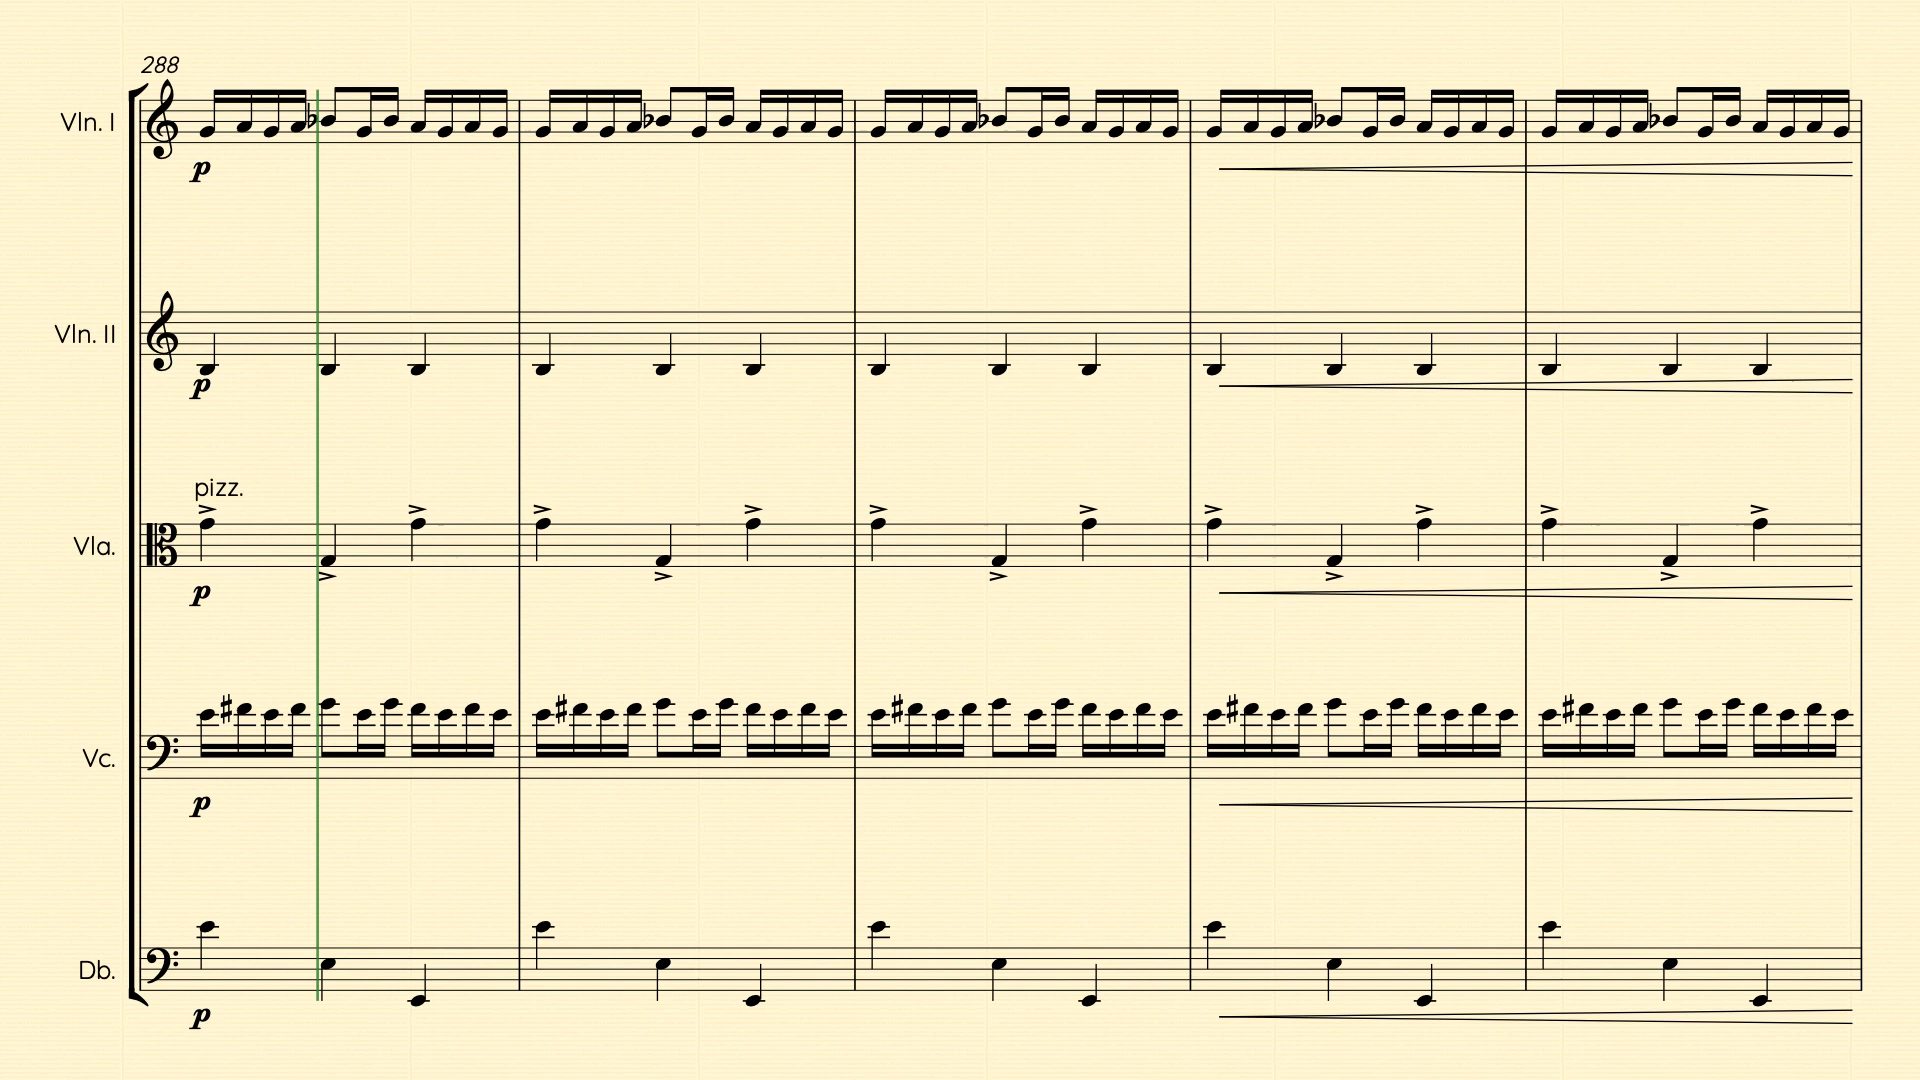 288
Vln. I
p
Vln. II
p
pizz.
Vla.
p
Vc.
p
Db.
p